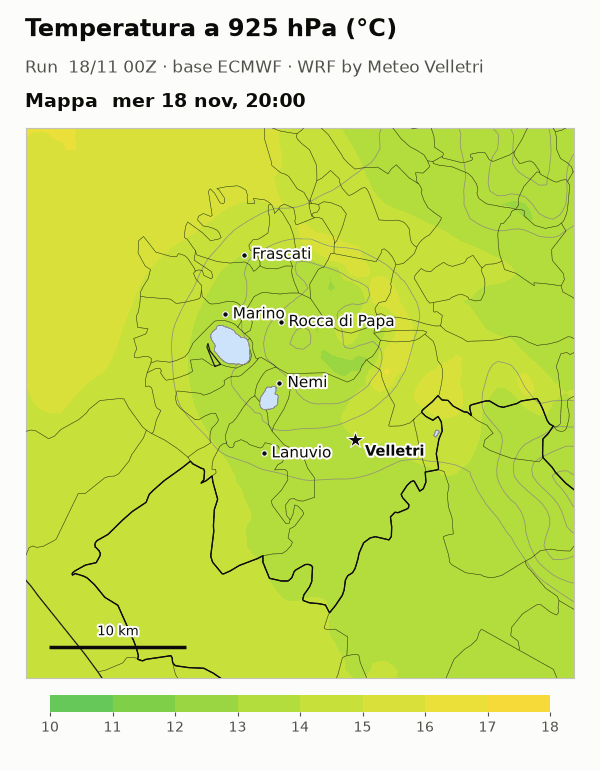 Temperatura a 925 hPa (°C)
Run  18/11 00Z · base ECMWF · WRF by Meteo Velletri
Mappa  mer 18 nov, 20:00
Frascati
Marino
Rocca di Papa
Nemi
Velletri
Lanuvio
10 km
10 11 12 13 14 15 16 17 18